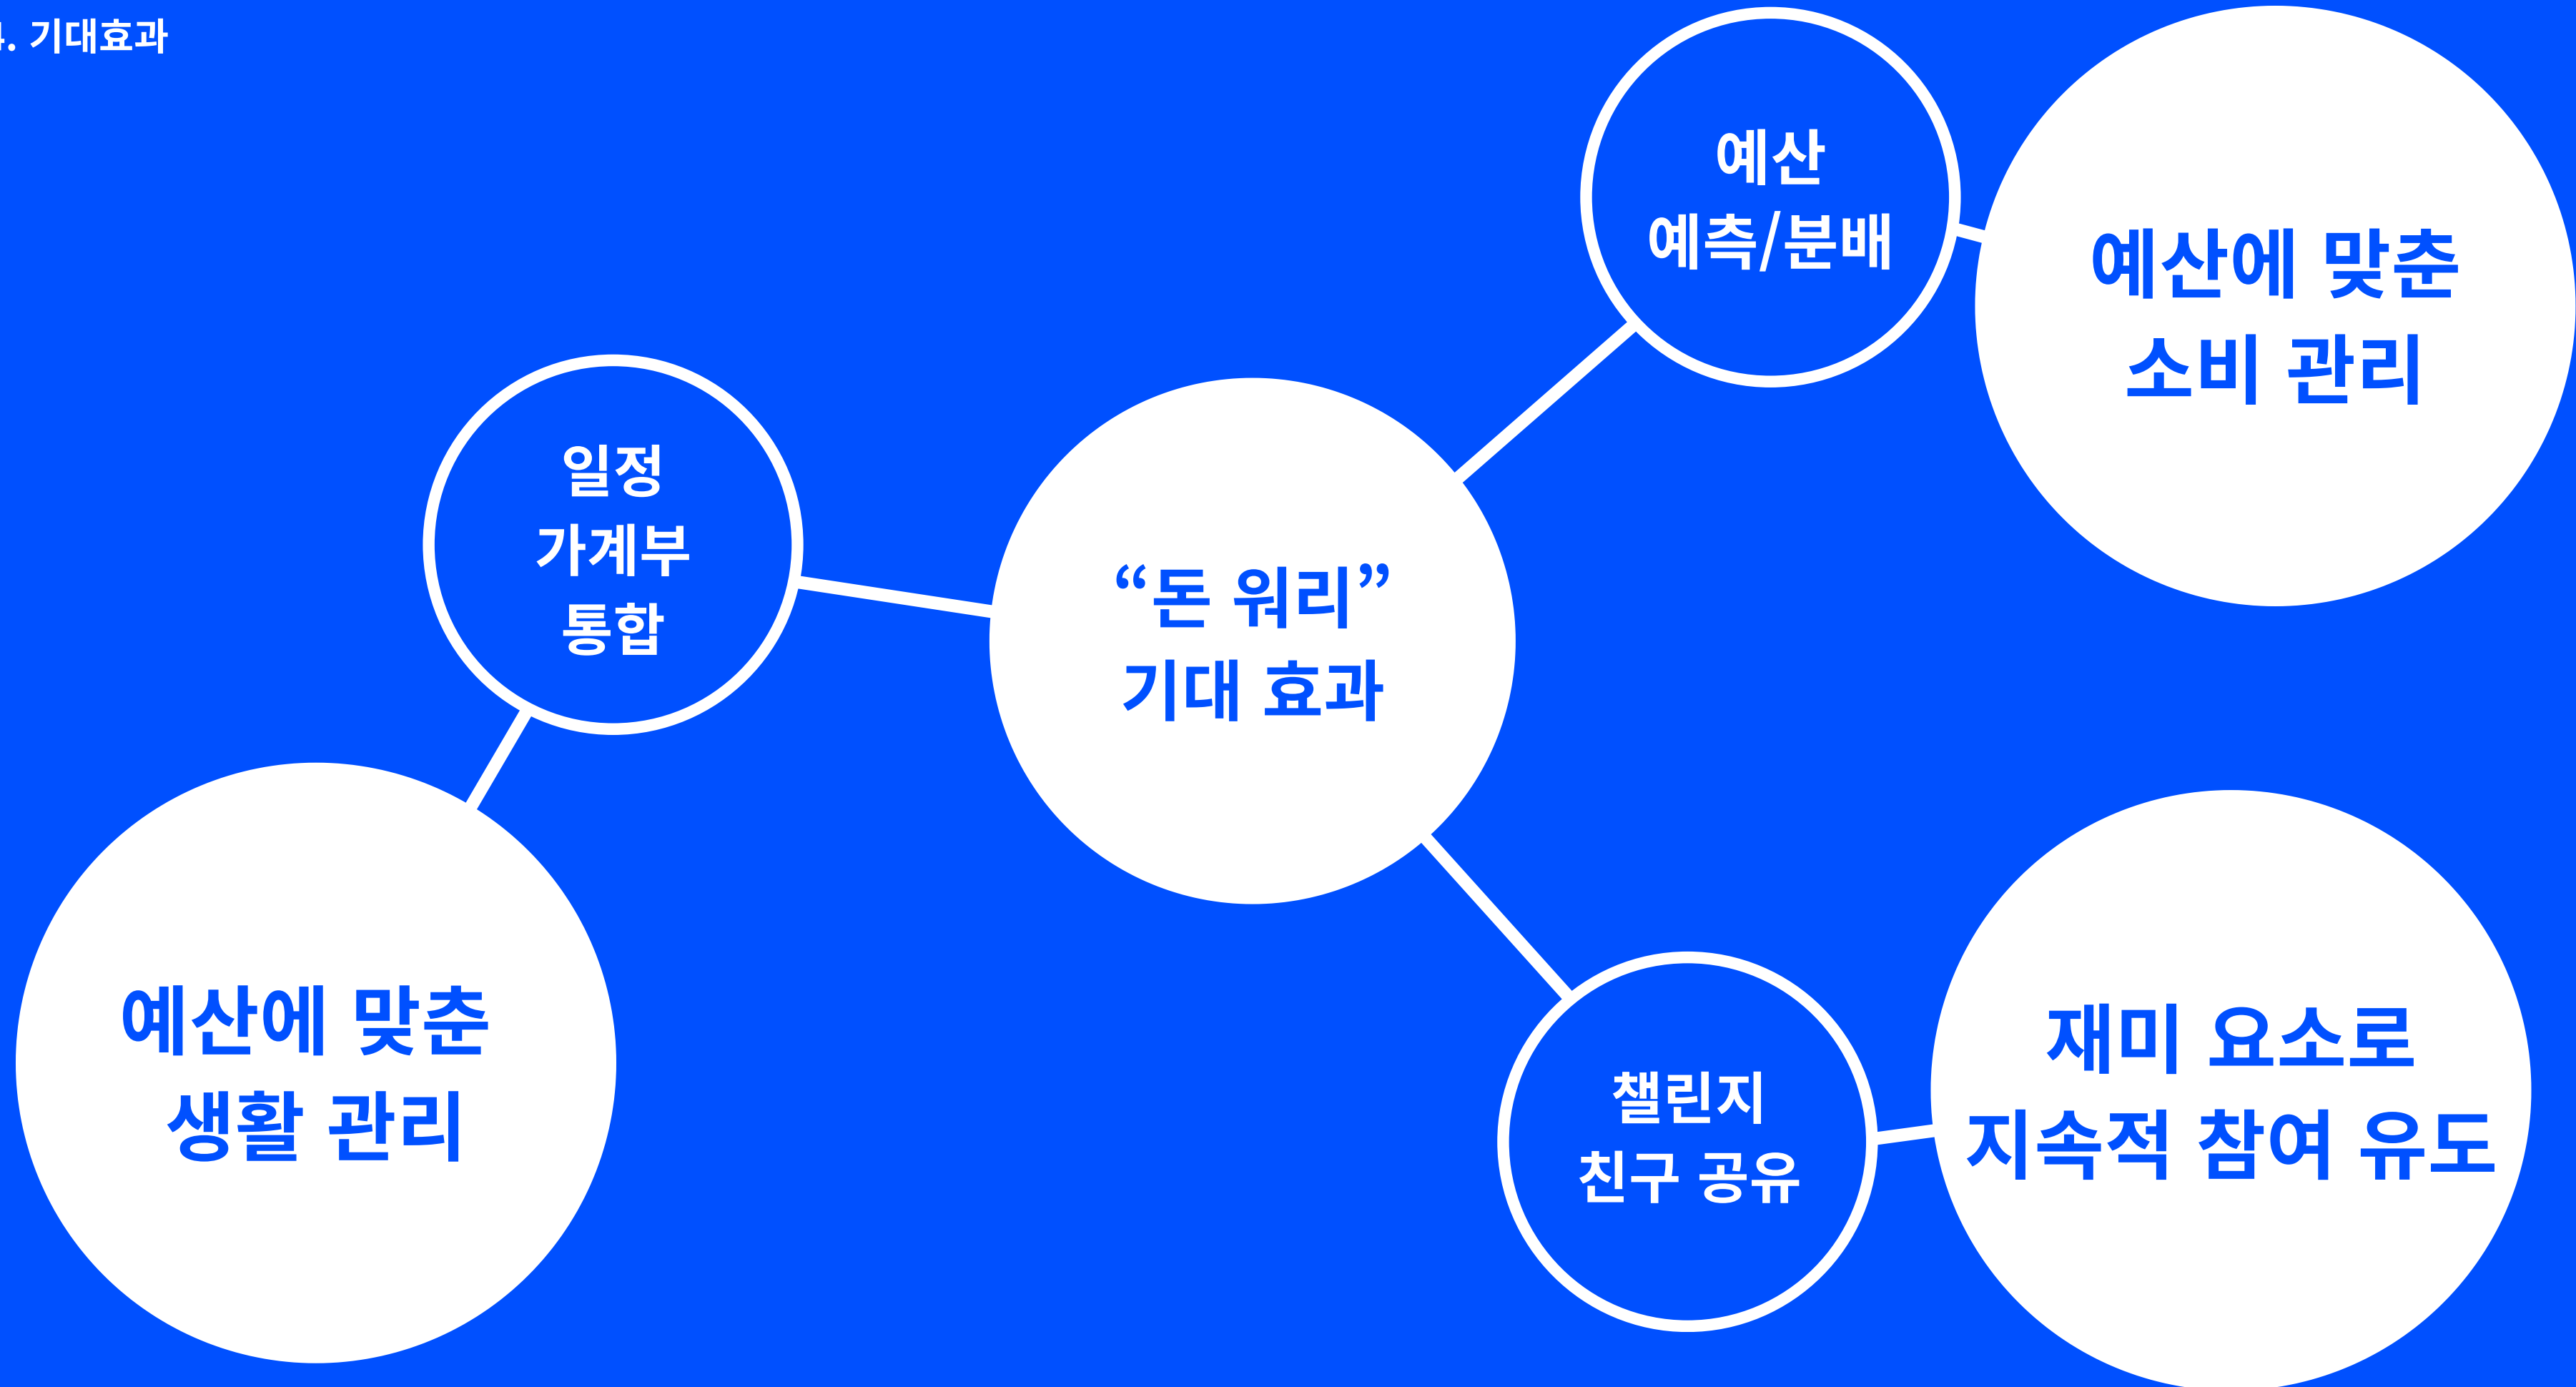 . 기대효과
예산
예측/분배
예산에 맞춘
소비 관리
일정
가계부
통합
“돈 워리”
기대 효과
예산에 맞춘
생활 관리
챌린지
친구 공유
재미 요소로
지속적 참여 유도